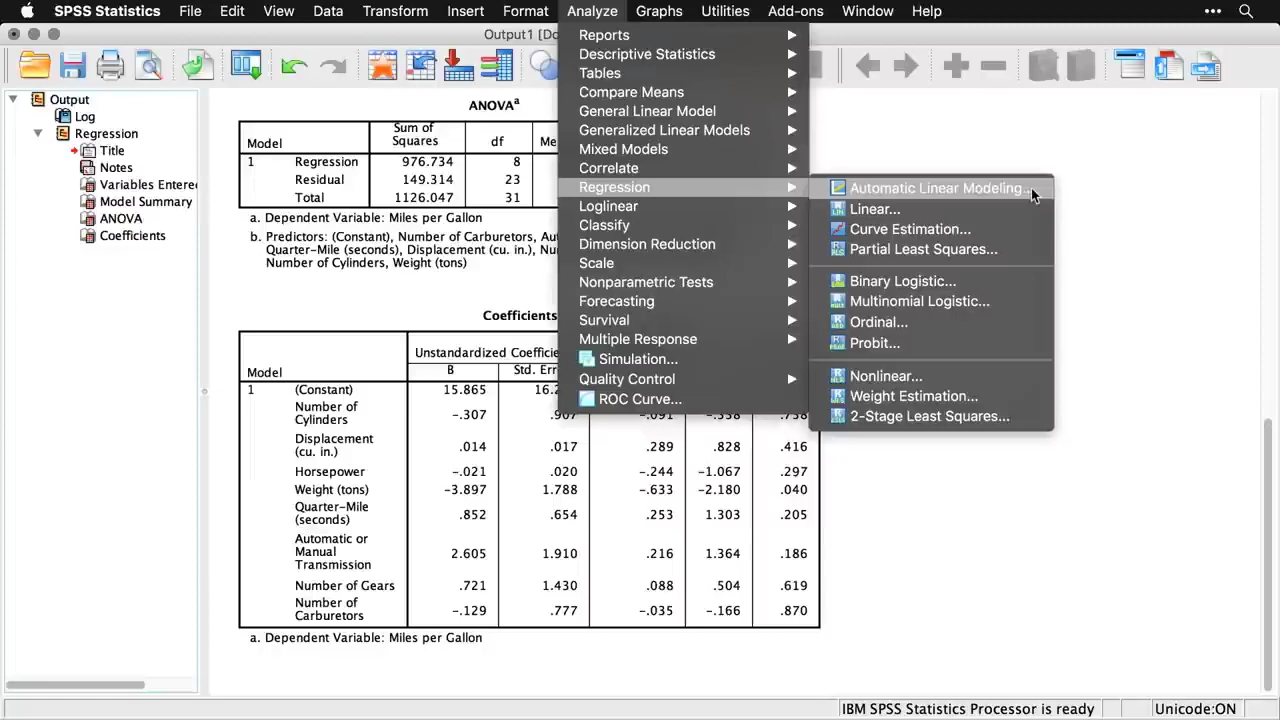 SPSS Statistics File Edit View Data Transform Insert Format Analyze Graphs Utilities Add-ons Window Help
Output1
Output
Log
Regression
Title
Notes
Variables Entere
Model Summary
ANOVA
Coefficients
ANOVAa
Model Sum of Squares df
1 Regression 976.734 8
Residual 149.314 23
Total 1126.047 31
a. Dependent Variable: Miles per Gallon
b. Predictors: (Constant), Number of Carburetors,
Quarter-Mile (seconds), Displacement (cu. in.),
Number of Cylinders, Weight (tons)
Coefficients
Model Unstandardized
B Std.
1 (Constant) 15.865
Number of Cylinders -.307
Displacement (cu. in.) .014 .017 .289 .828 .416
Horsepower -.021 .020 -.244 -1.067 .297
Weight (tons) -3.897 1.788 -.633 -2.180 .040
Quarter-Mile (seconds) .852 .654 .253 1.303 .205
Automatic or Manual Transmission 2.605 1.910 .216 1.364 .186
Number of Gears .721 1.430 .088 .504 .619
Number of Carburetors -.129 .777 -.035 -.166 .870
a. Dependent Variable: Miles per Gallon
Reports
Descriptive Statistics
Tables
Compare Means
General Linear Model
Generalized Linear Models
Mixed Models
Correlate
Regression
Loglinear
Classify
Dimension Reduction
Scale
Nonparametric Tests
Forecasting
Survival
Multiple Response
Simulation...
Quality Control
ROC Curve...
Automatic Linear Modeling...
Linear...
Curve Estimation...
Partial Least Squares...
Binary Logistic...
Multinomial Logistic...
Ordinal...
Probit...
Nonlinear...
Weight Estimation...
2-Stage Least Squares...
IBM SPSS Statistics Processor is ready Unicode:ON